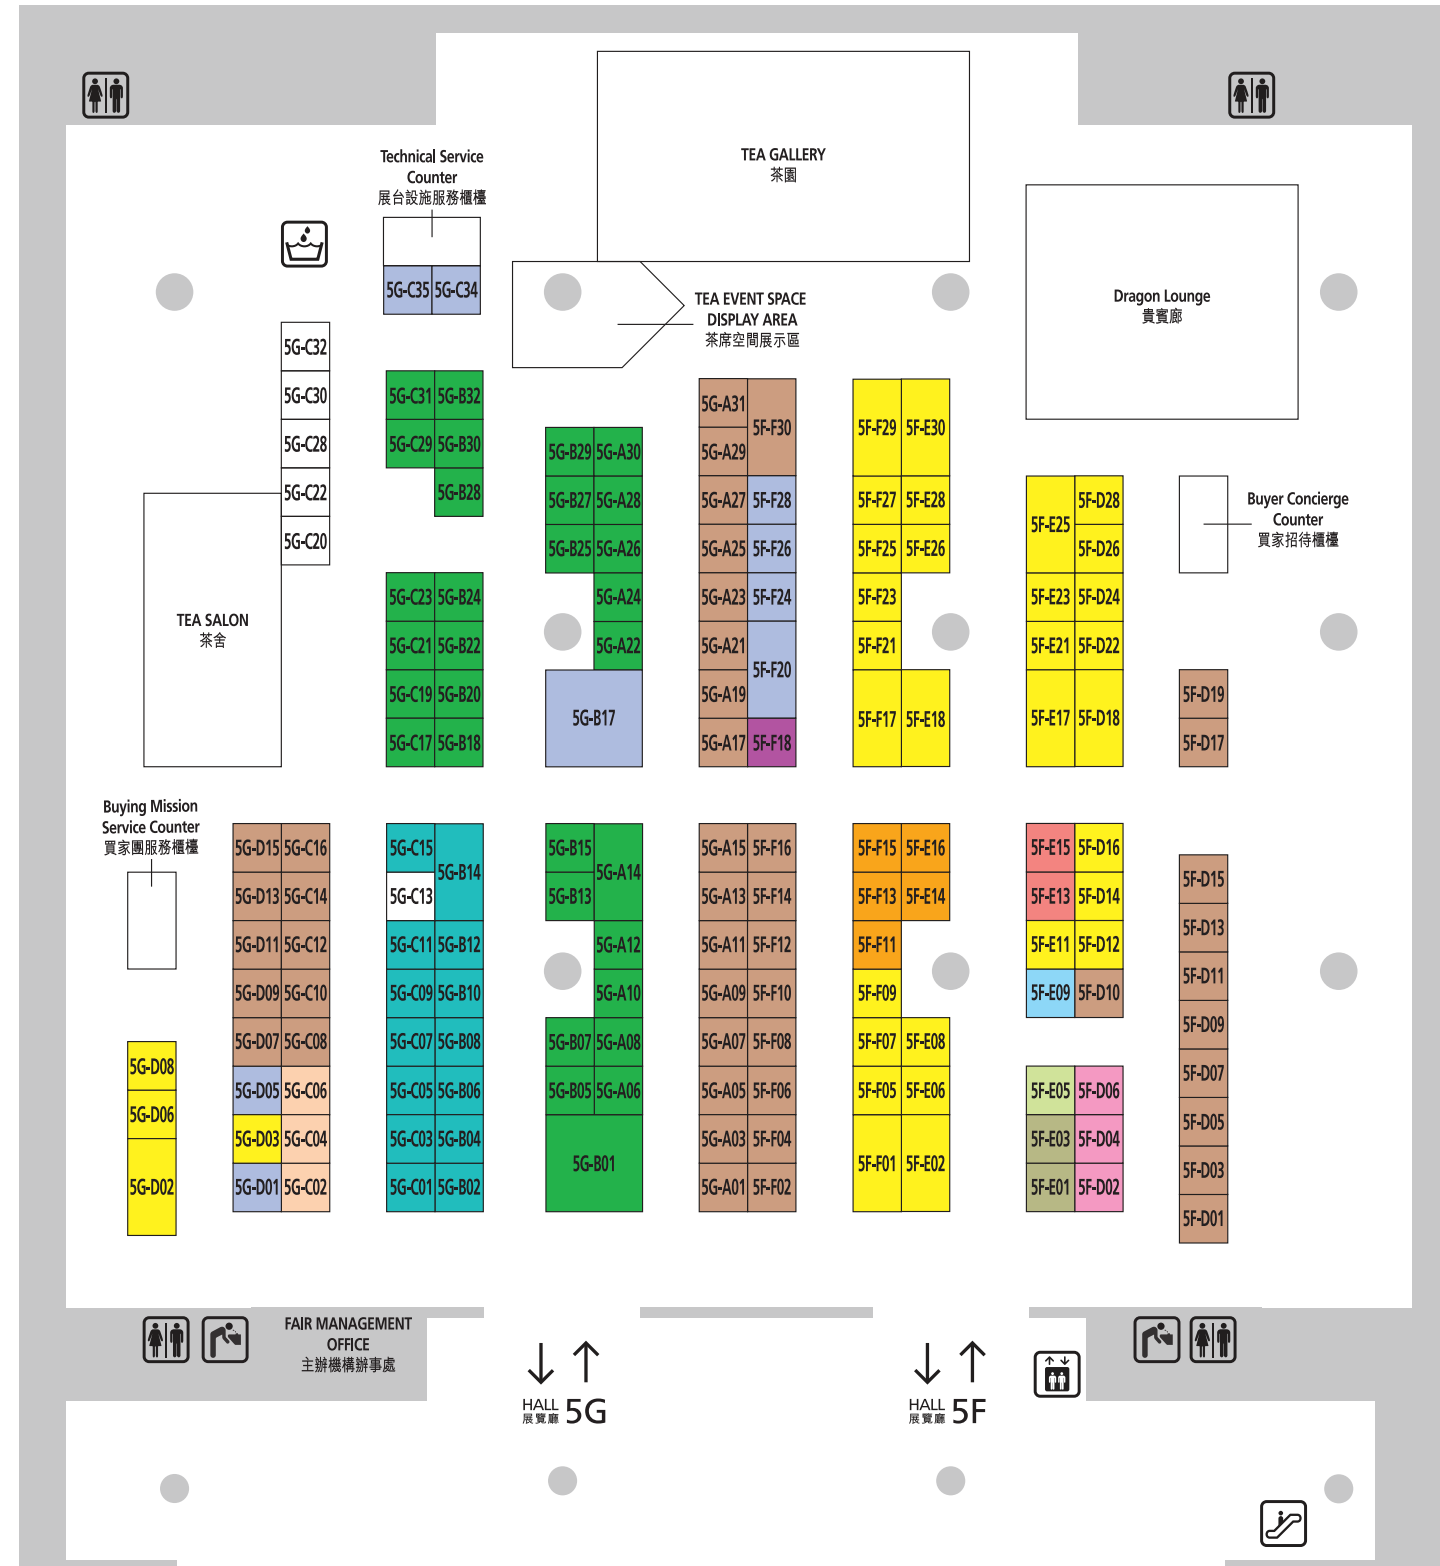 TEA GALLERY
茶園
Technical Service
Counter
展台設施服務櫃檯
5G-C35 5G-C34
TEA EVENT SPACE
DISPLAY AREA
茶席空間展示區
Dragon Lounge
貴賓廊
5G-C32
5G-C30
5G-C28
5G-C22
5G-C20
TEA SALON
茶舍
5G-C31 5G-B32
5G-C29 5G-B30
5G-B28
5G-C23 5G-B24
5G-C21 5G-B22
5G-C19 5G-B20
5G-C17 5G-B18
5G-B29 5G-A30
5G-B27 5G-A28
5G-B25 5G-A26
5G-A24
5G-A22
5G-B17
5G-A31
5F-F30
5G-A29
5G-A27 5F-F28
5G-A25 5F-F26
5G-A23 5F-F24
5G-A21
5F-F20
5G-A19
5G-A17 5F-F18
5F-F29 5F-E30
5F-F27 5F-E28
5F-F25 5F-E26
5F-F23
5F-F21
5F-F17 5F-E18
5F-E25
5F-D28
5F-D26
5F-E23 5F-D24
5F-E21 5F-D22
5F-E17 5F-D18
Buyer Concierge
Counter
買家招待櫃檯
5F-D19
5F-D17
Buying Mission
Service Counter
買家團服務櫃檯
5G-D08
5G-D06
5G-D02
5G-D15 5G-C16
5G-D13 5G-C14
5G-D11 5G-C12
5G-D09 5G-C10
5G-D07 5G-C08
5G-D05 5G-C06
5G-D03 5G-C04
5G-D01 5G-C02
5G-C15
5G-B14
5G-C13
5G-C11 5G-B12
5G-C09 5G-B10
5G-C07 5G-B08
5G-C05 5G-B06
5G-C03 5G-B04
5G-C01 5G-B02
5G-B15
5G-A14
5G-B13
5G-A12
5G-A10
5G-B07 5G-A08
5G-B05 5G-A06
5G-B01
5G-A15 5F-F16
5G-A13 5F-F14
5G-A11 5F-F12
5G-A09 5F-F10
5G-A07 5F-F08
5G-A05 5F-F06
5G-A03 5F-F04
5G-A01 5F-F02
5F-F15 5F-E16
5F-F13 5F-E14
5F-F11
5F-F09
5F-F07 5F-E08
5F-F05 5F-E06
5F-F01 5F-E02
5F-E15 5F-D16
5F-E13 5F-D14
5F-E11 5F-D12
5F-E09 5F-D10
5F-E05 5F-D06
5F-E03 5F-D04
5F-E01 5F-D02
5F-D15
5F-D13
5F-D11
5F-D09
5F-D07
5F-D05
5F-D03
5F-D01
FAIR MANAGEMENT
OFFICE
主辦機構辦事處
HALL
展覽廳 5G
HALL
展覽廳 5F